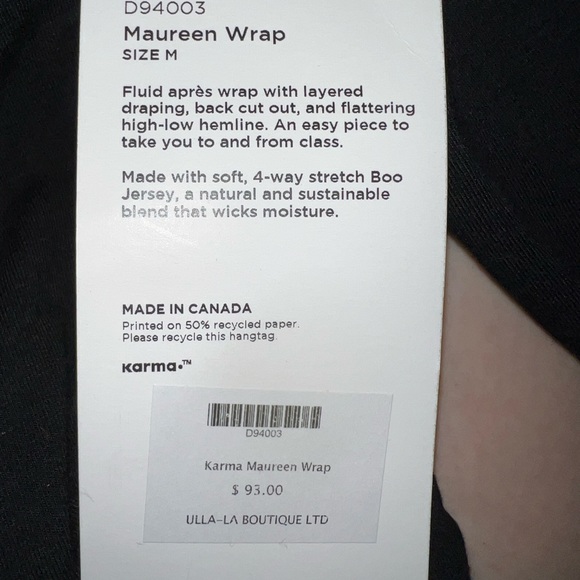 D94003
Maureen Wrap
SIZE M
Fluid après wrap with layered
draping, back cut out, and flattering
high-low hemline. An easy piece to
take you to and from class.
Made with soft, 4-way stretch Boo
Jersey, a natural and sustainable
blend that wicks moisture.
MADE IN CANADA
Printed on 50% recycled paper.
Please recycle this hangtag.
karma•™
D94003
Karma Maureen Wrap
$ 93.00
ULLA-LA BOUTIQUE LTD